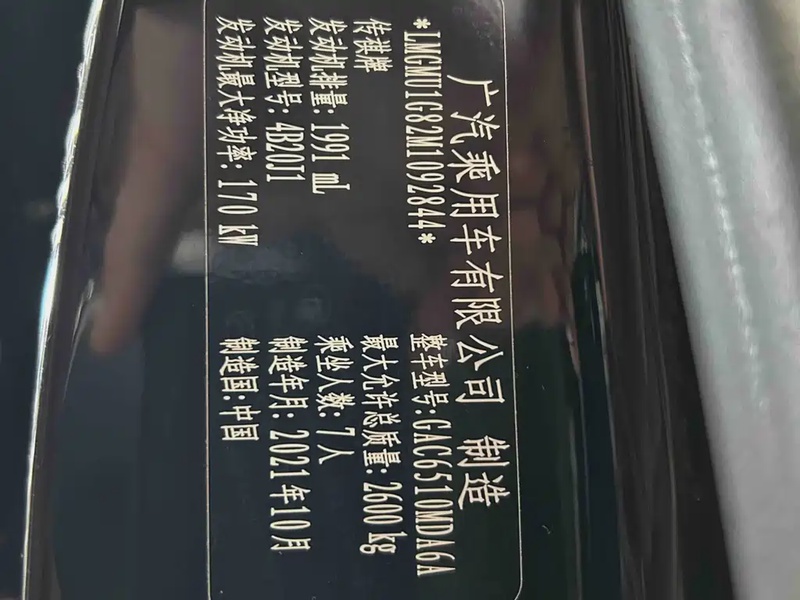 广汽乘用车有限公司 制造
*LMGMU1G82M1092844* 整车型号:GAC6510MDA6A
传祺牌 最大允许总质量: 2600 kg
发动机排量: 1991 mL 乘坐人数: 7人
发动机型号: 4B20J1 制造年月: 2021年10月
发动机最大净功率: 170 kW 制造国:中国